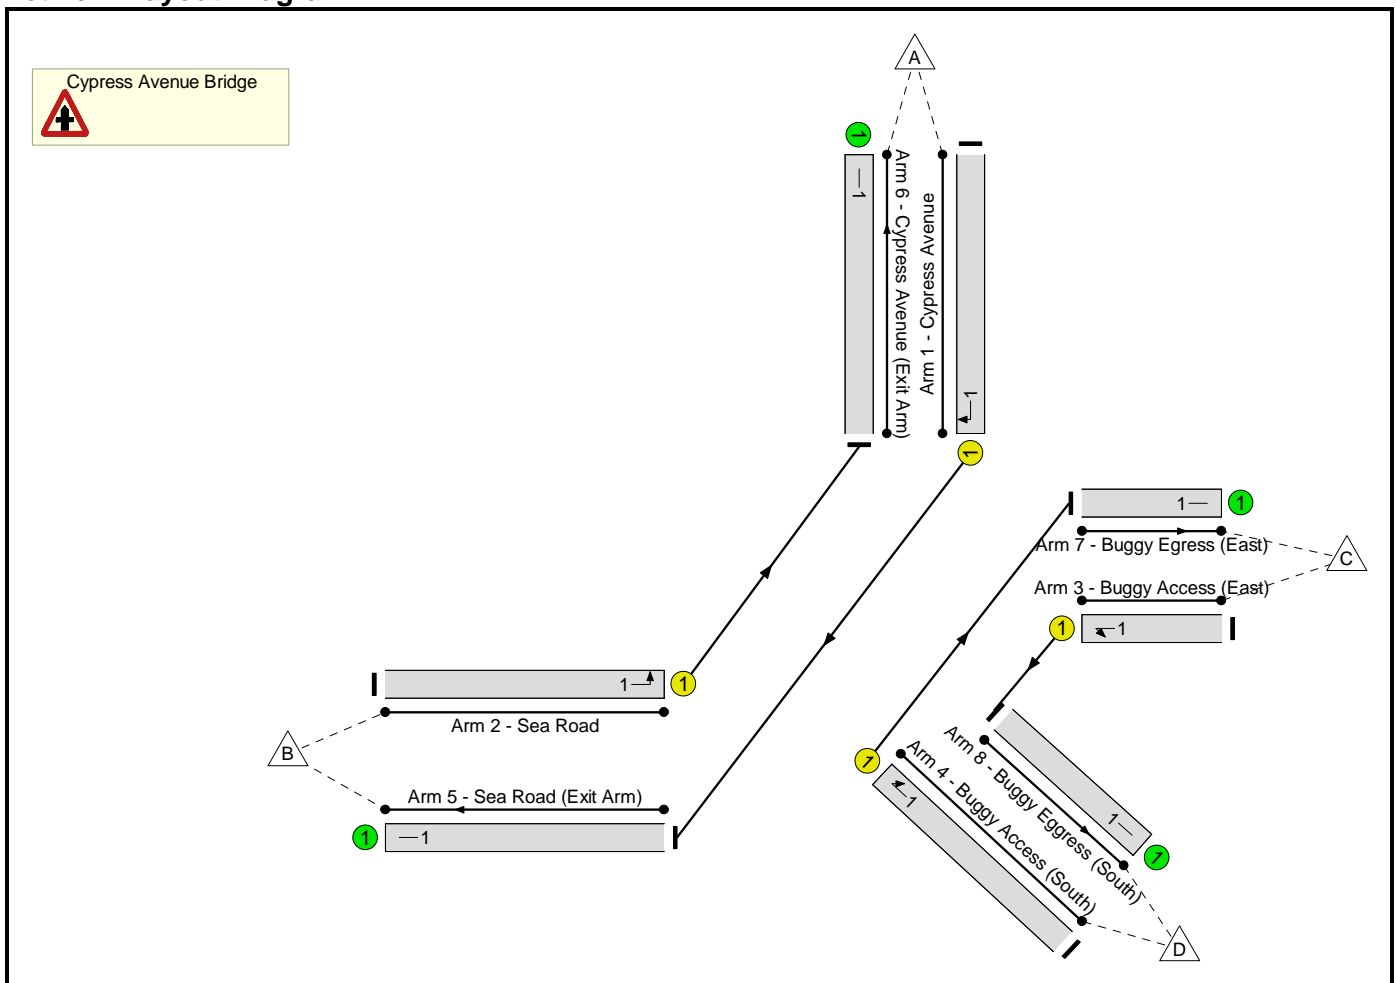 Cypress Avenue Bridge
A
1
1
Arm 6 - Cypress Avenue (Exit Arm)
Arm 1 - Cypress Avenue
1
1
1
1
Arm 7 - Buggy Egress (East)
C
Arm 3 - Buggy Access (East)
1
1
1
1
Arm 2 - Sea Road
B
Arm 5 - Sea Road (Exit Arm)
1
1
1
1
Arm 4 - Buggy Access (South)
Arm 8 - Buggy Eggress (South)
1
1
D